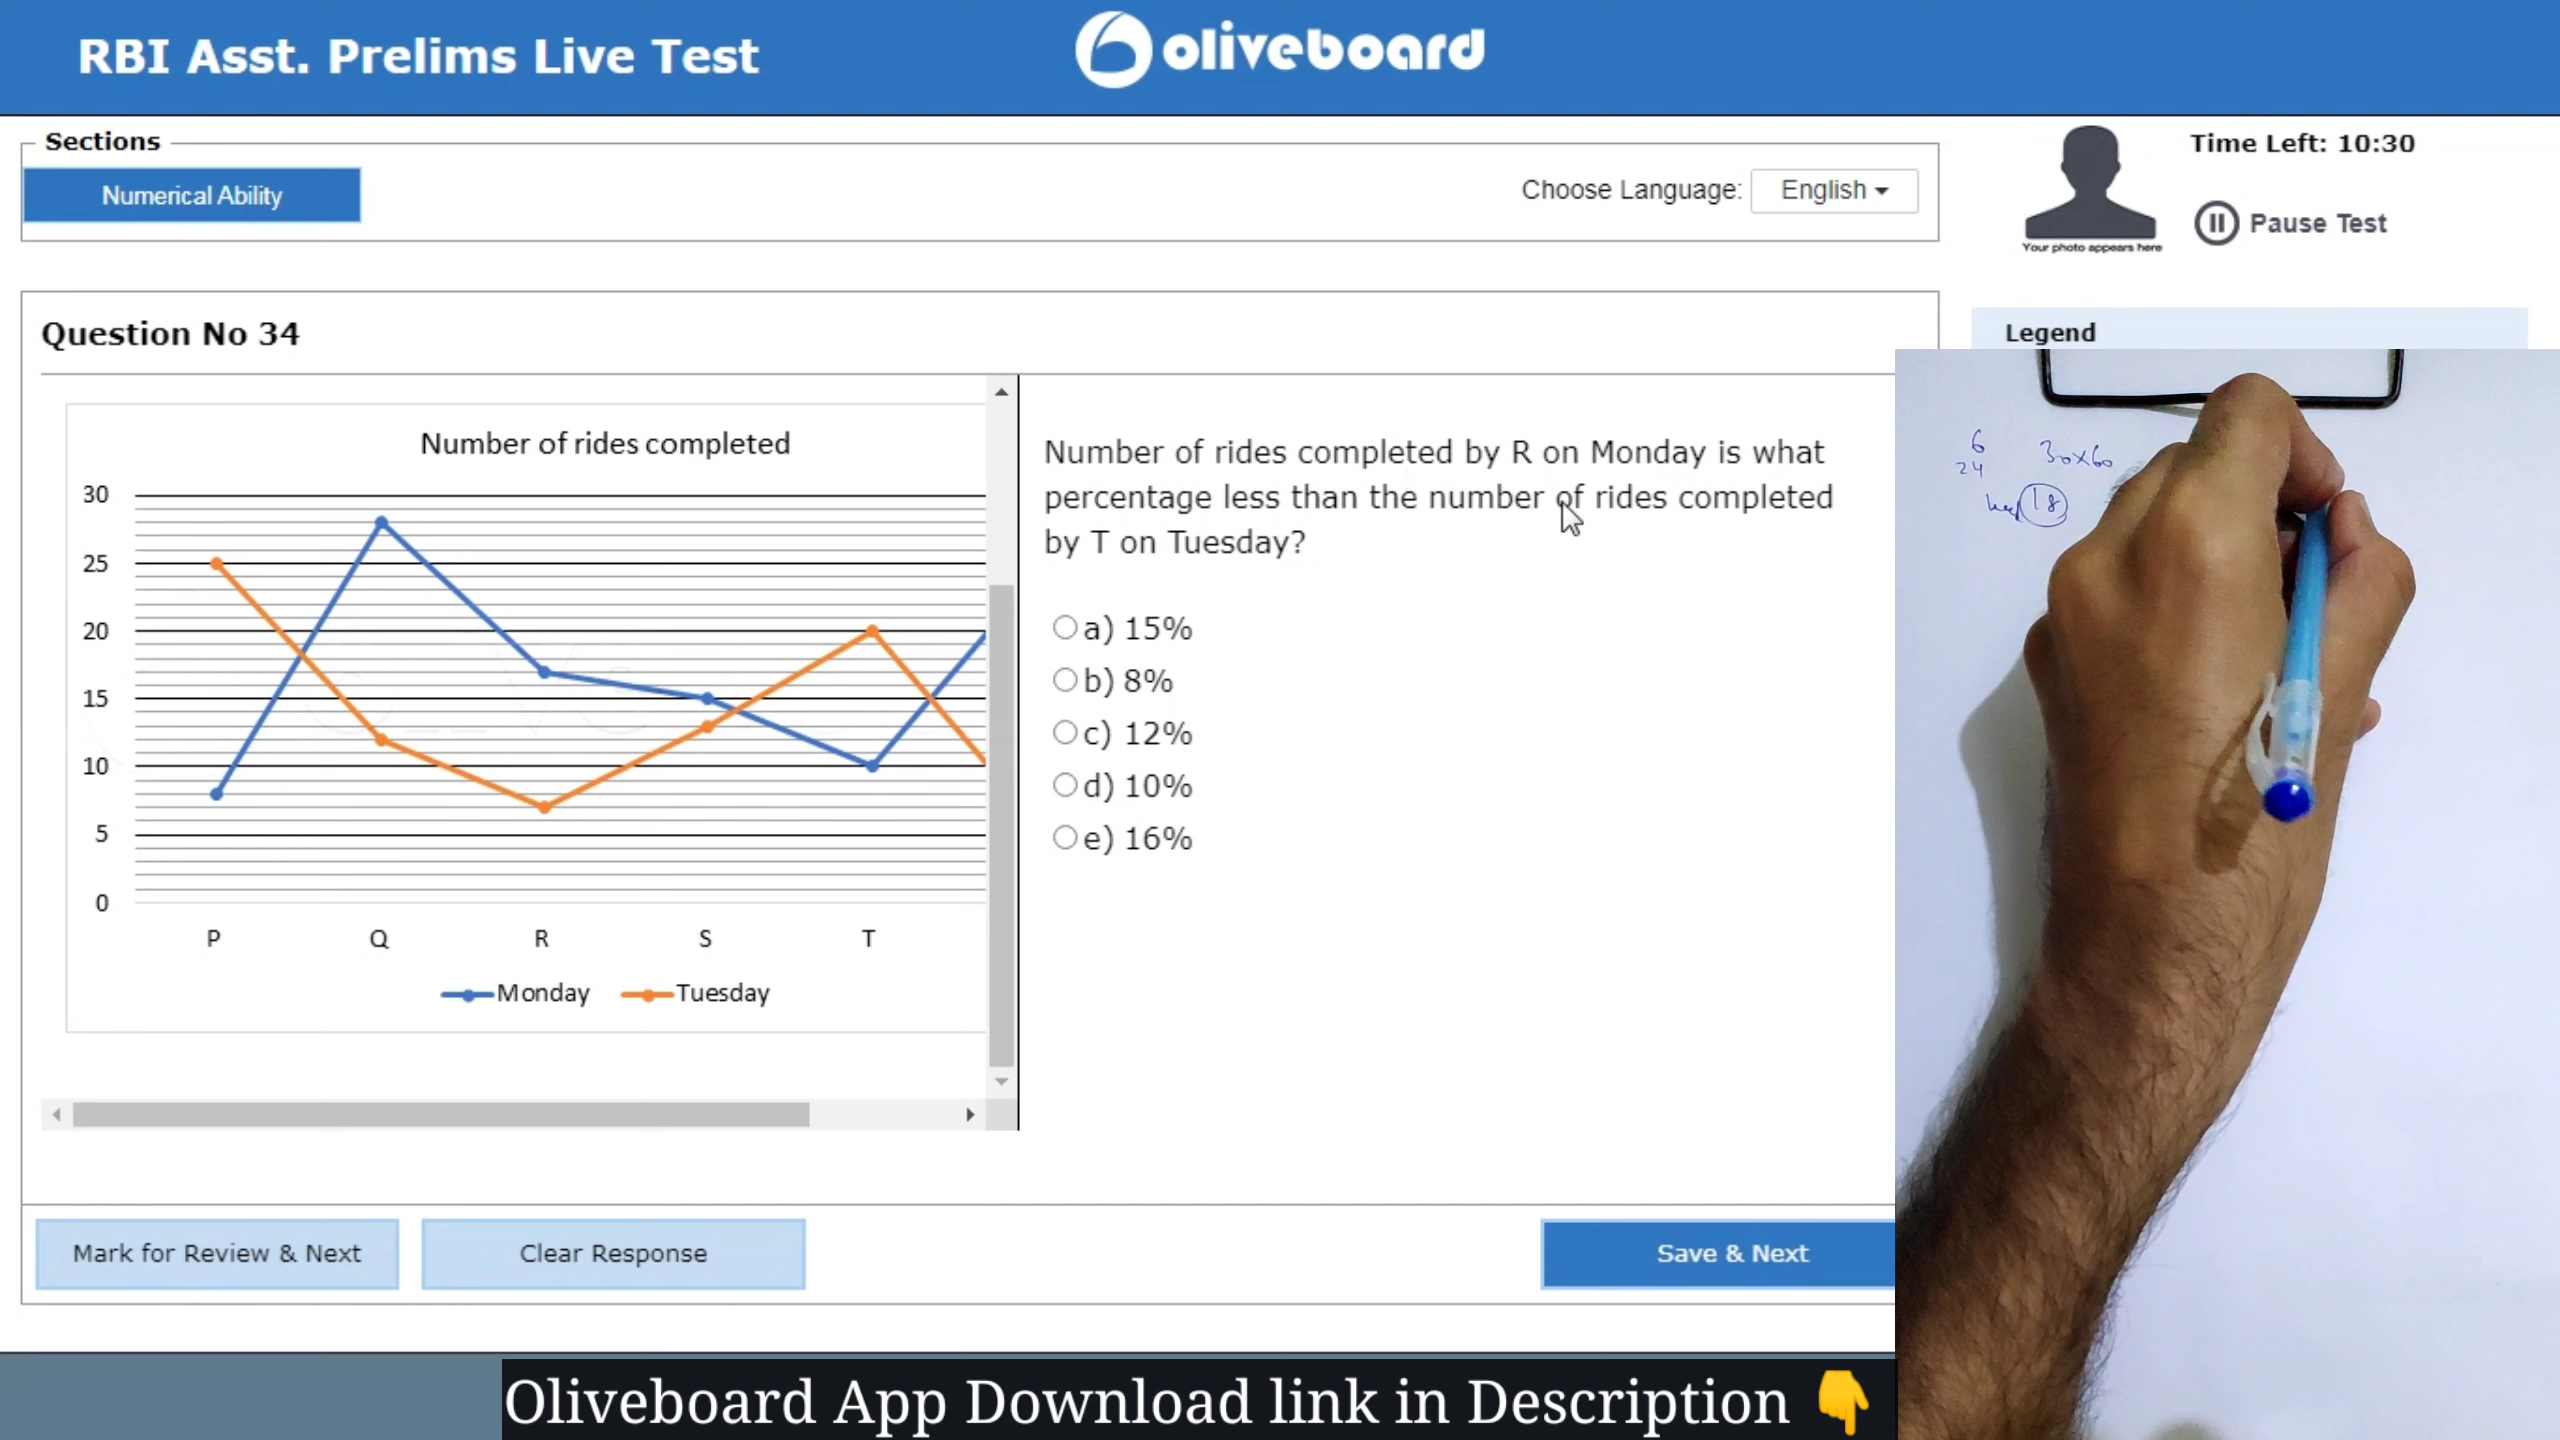 RBI Asst. Prelims Live Test
oliveboard
Sections
Numerical Ability
Choose Language: English
Your photo appears here
Time Left: 10:30
Pause Test
Question No 34
Legend
Number of rides completed
30
25
20
15
10
5
0
P Q R S T
Monday Tuesday
Number of rides completed by R on Monday is what
percentage less than the number of rides completed
by T on Tuesday?
a) 15%
b) 8%
c) 12%
d) 10%
e) 16%
6
24
30×60
18
Mark for Review & Next
Clear Response
Save & Next
Oliveboard App Download link in Description 👇